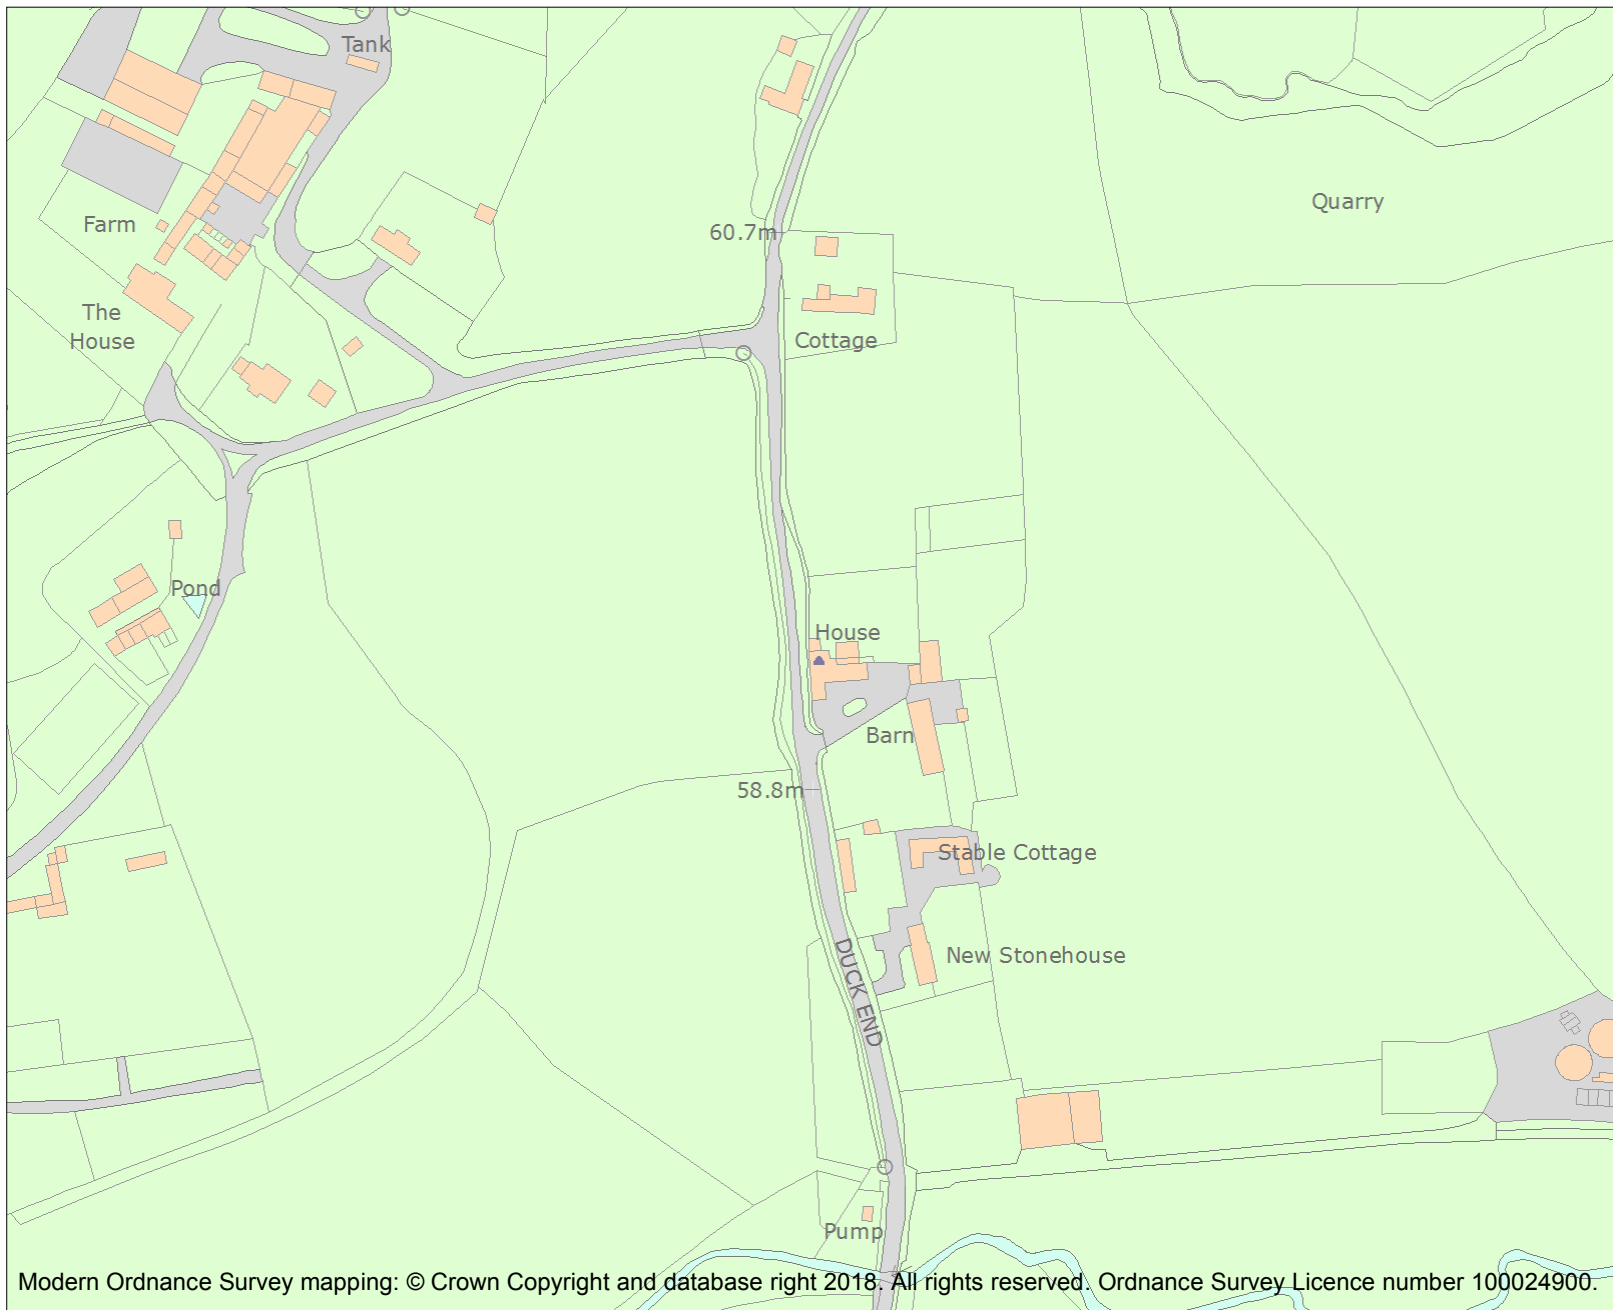 Tank
Quarry
Farm
60.7m
The
House
Cottage
Pond
House
Barn
58.8m
Stable Cottage
New Stonehouse
DUCK END
Pump
Modern Ordnance Survey mapping: © Crown Copyright and database right 2018. All rights reserved. Ordnance Survey Licence number 100024900.